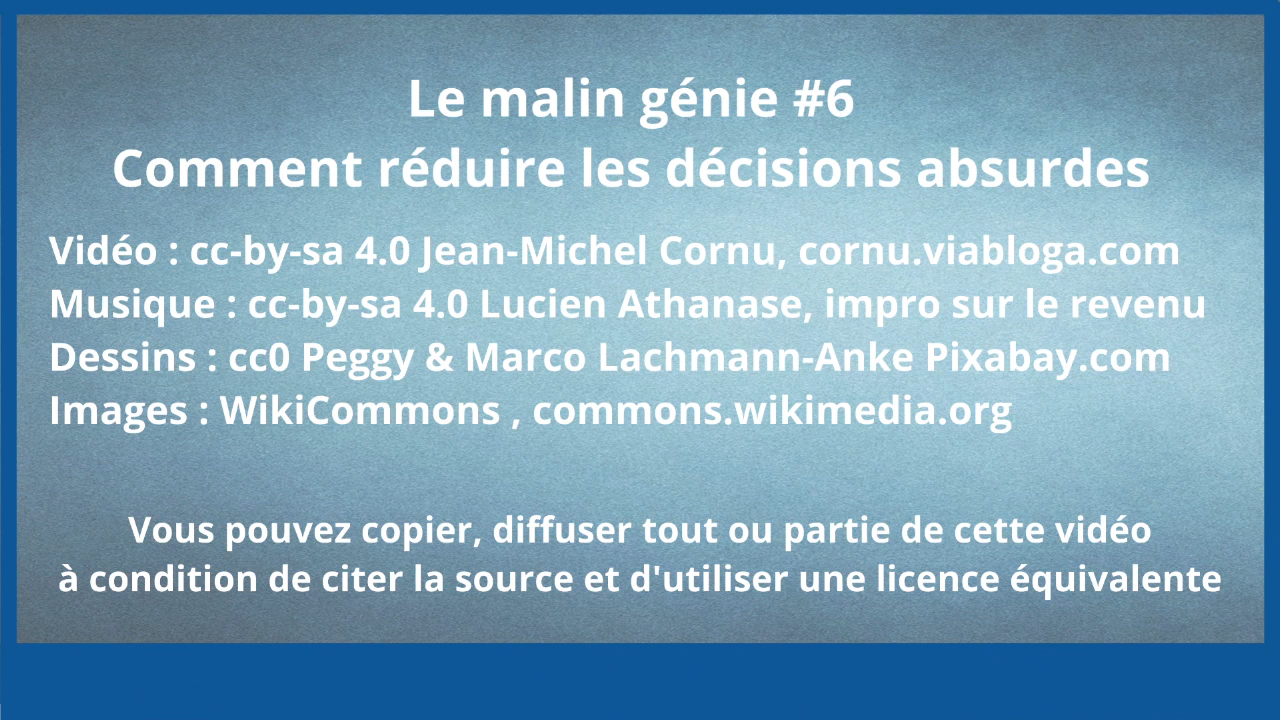 Le malin génie #6
Comment réduire les décisions absurdes
Vidéo : cc-by-sa 4.0 Jean-Michel Cornu, cornu.viabloga.com
Musique : cc-by-sa 4.0 Lucien Athanase, impro sur le revenu
Dessins : cc0 Peggy & Marco Lachmann-Anke Pixabay.com
Images : WikiCommons , commons.wikimedia.org
Vous pouvez copier, diffuser tout ou partie de cette vidéo
à condition de citer la source et d'utiliser une licence équivalente